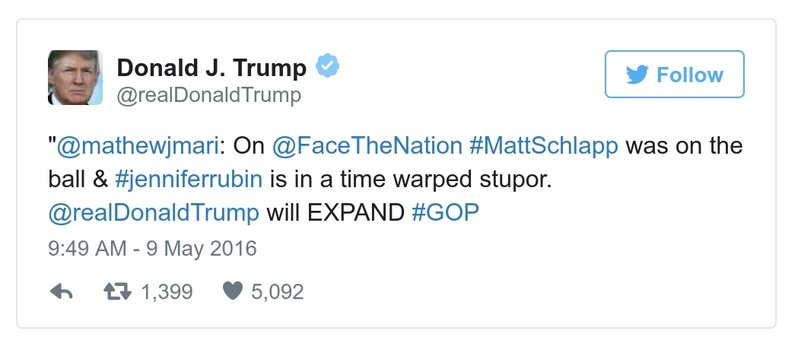 Donald J. Trump
@realDonaldTrump
Follow
"@mathewjmari: On @FaceTheNation #MattSchlapp was on the
ball & #jenniferrubin is in a time warped stupor.
@realDonaldTrump will EXPAND #GOP
9:49 AM - 9 May 2016
1,399 5,092